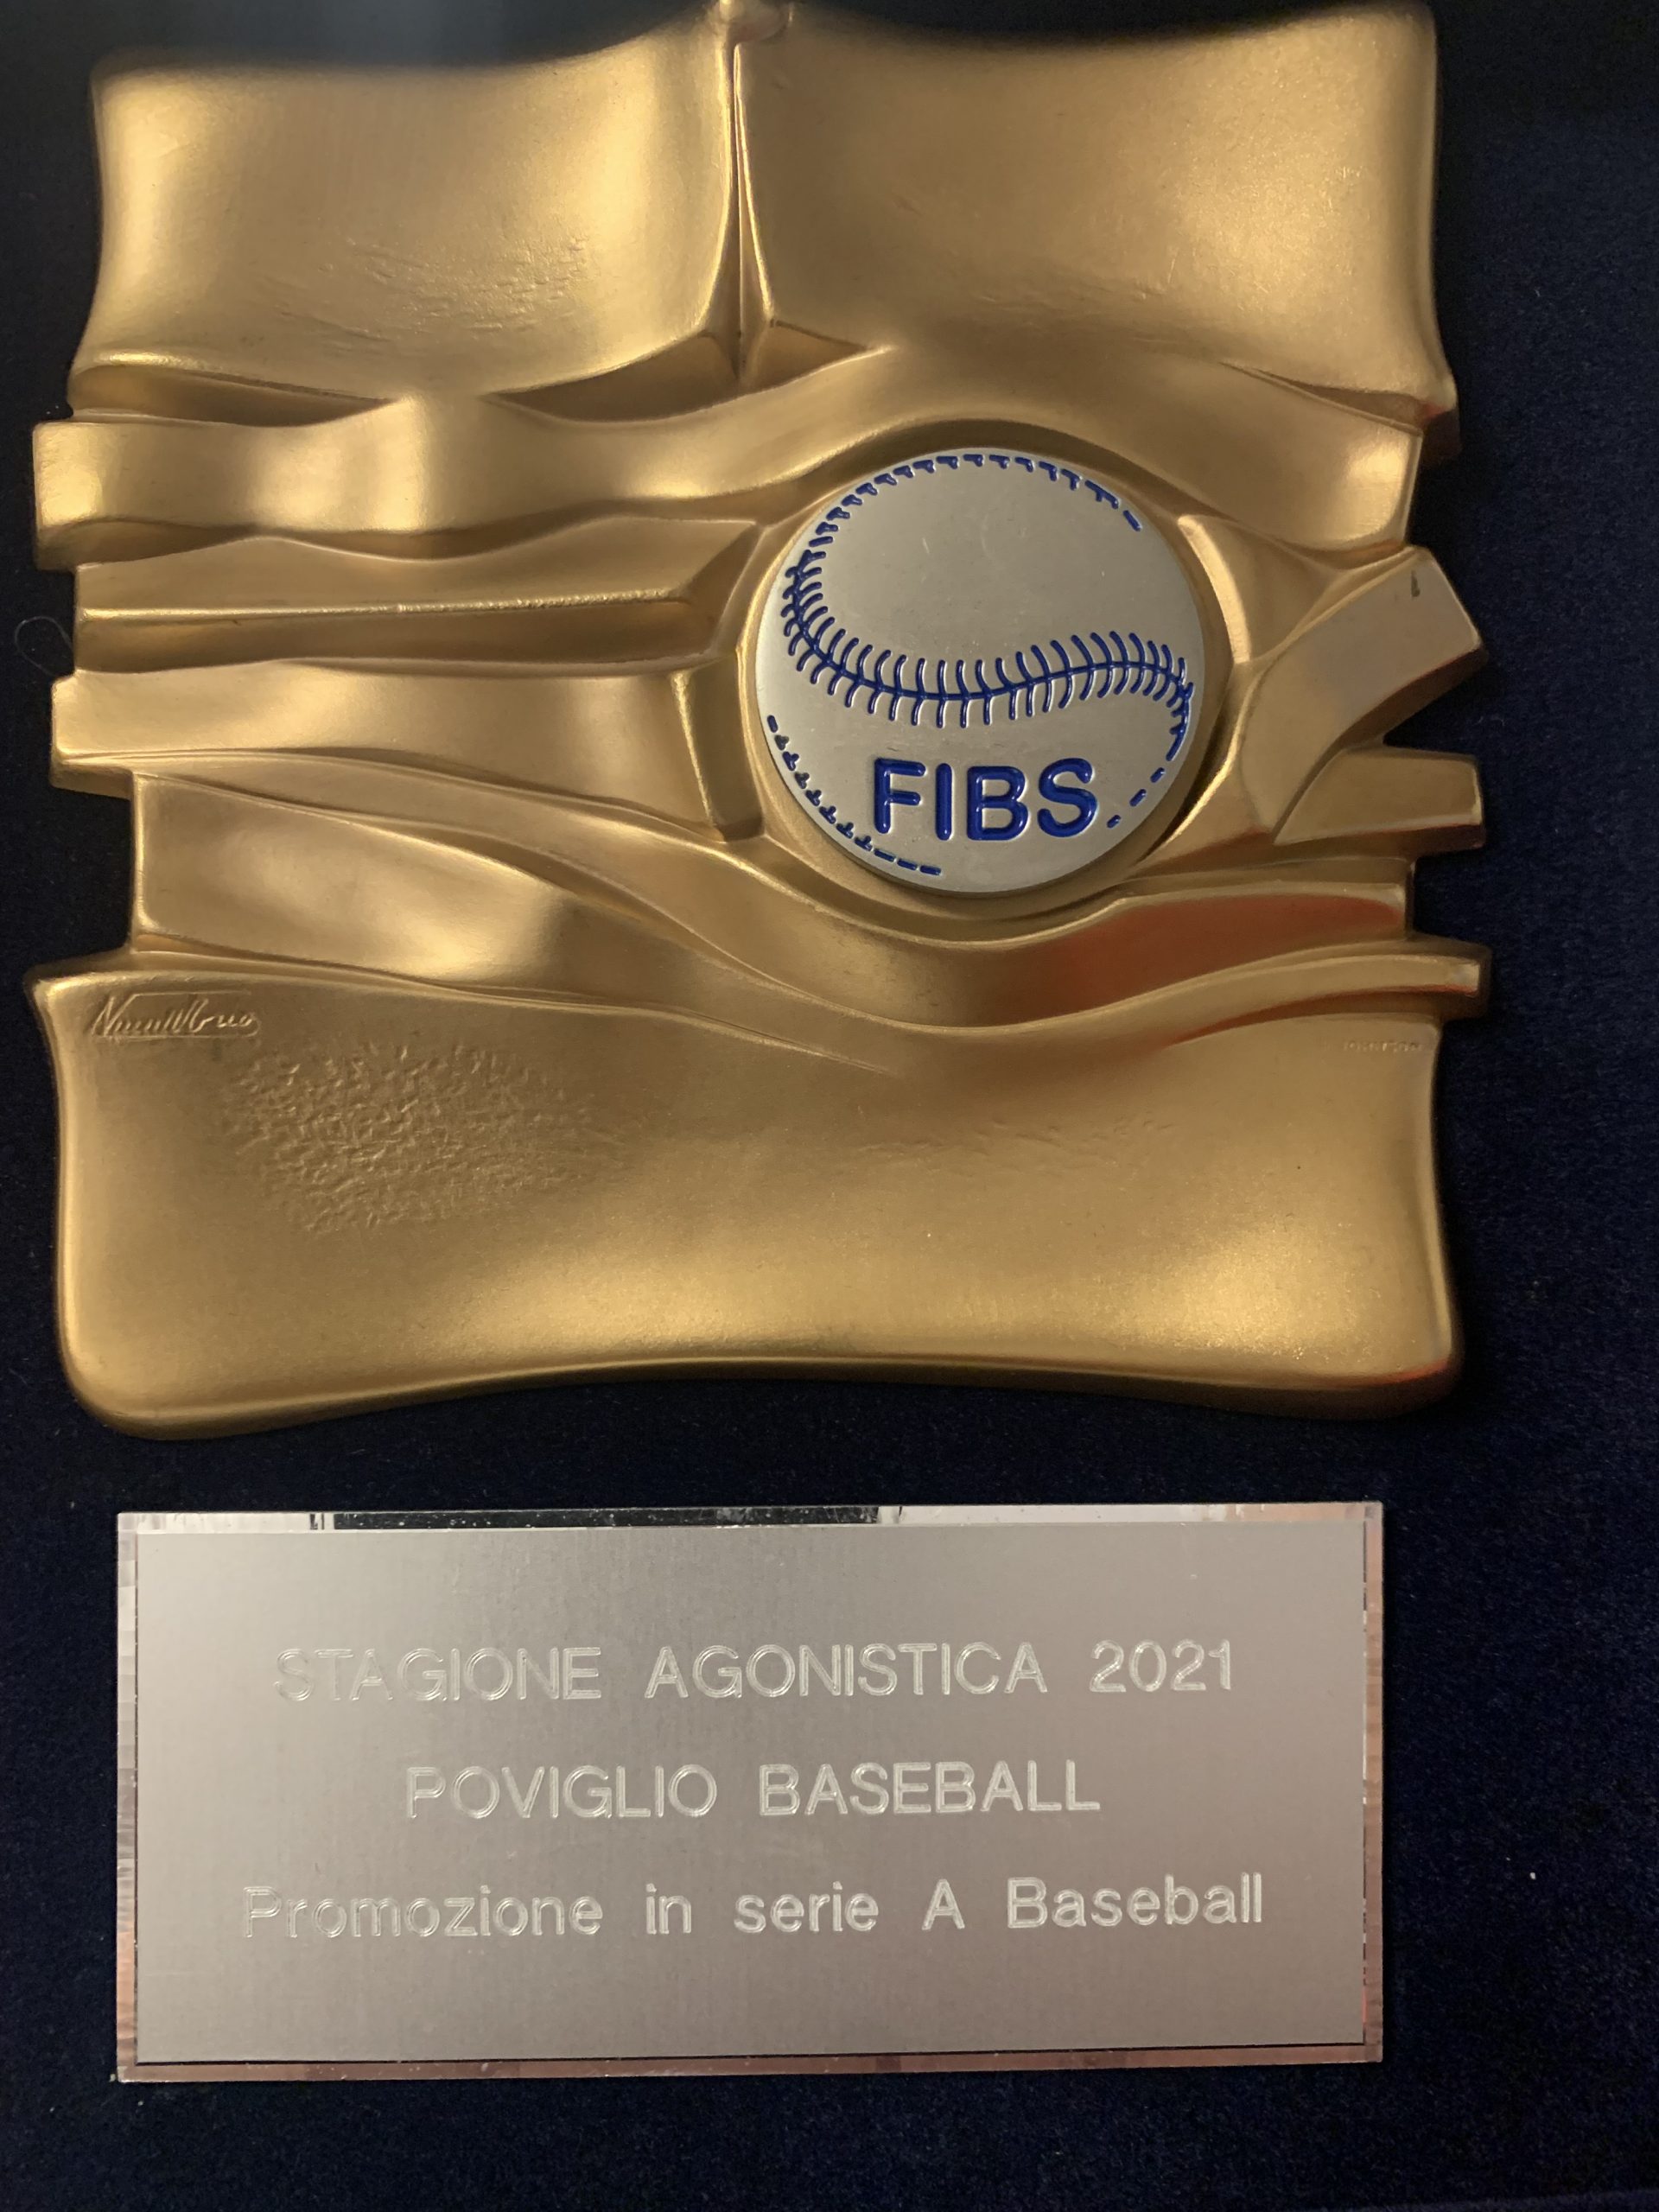 FIBS
STAGIONE AGONISTICA 2021
POVIGLIO BASEBALL
Promozione in serie A Baseball